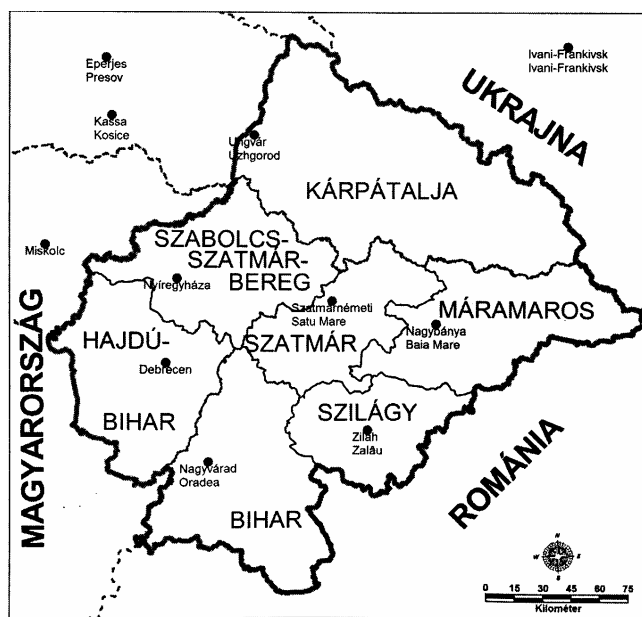 Eperjes
Presov
Ivani-Frankivsk
Ivani-Frankivsk
Kassa
Kosice
UKRAJNA
Ungvár
Uzhgorod
KÁRPÁTALJA
Miskolc
SZABOLCS-
SZATMÁR-
BEREG
Nyíregyháza
Szatmárnémeti
Satu Mare
MÁRAMAROS
Nagybánya
Baia Mare
MAGYARORSZÁG
HAJDÚ-
SZATMÁR
Debrecen
BIHAR
SZILÁGY
Zilah
Zalâu
ROMÁNIA
Nagyvárad
Oradea
BIHAR
N
W
E
S
0 15 30 45 60 75
Kilométer